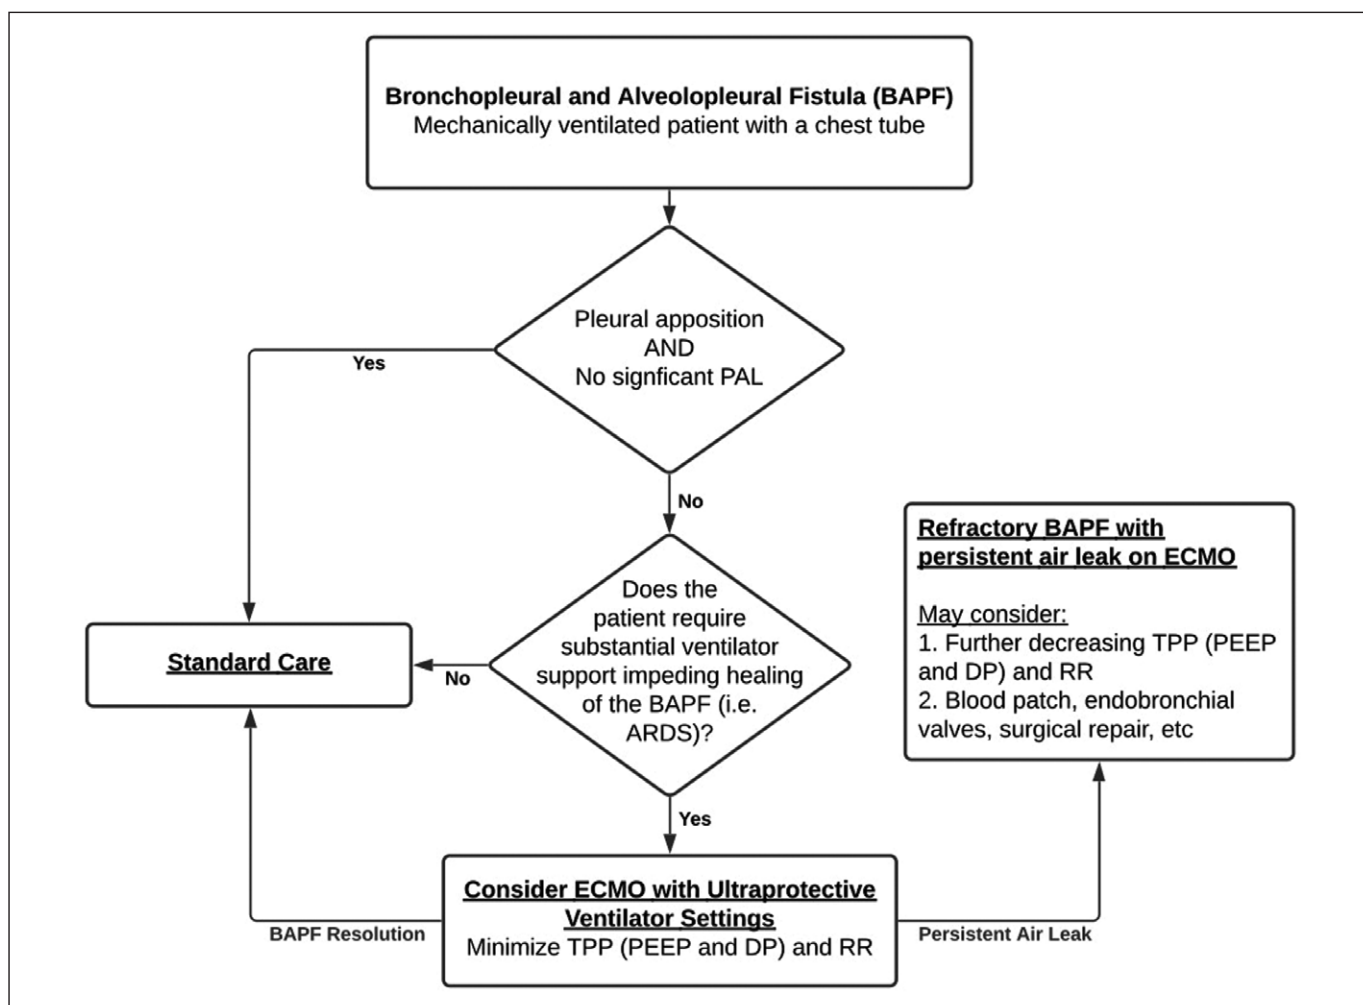 Bronchopleural and Alveolopleural Fistula (BAPF)
Mechanically ventilated patient with a chest tube
Pleural apposition
AND
No signficant PAL
Yes
No
Does the
patient require
substantial ventilator
support impeding healing
of the BAPF (i.e.
ARDS)?
No
Standard Care
Yes
Consider ECMO with Ultraprotective
Ventilator Settings
Minimize TPP (PEEP and DP) and RR
BAPF Resolution
Persistent Air Leak
Refractory BAPF with
persistent air leak on ECMO
May consider:
1. Further decreasing TPP (PEEP
and DP) and RR
2. Blood patch, endobronchial
valves, surgical repair, etc